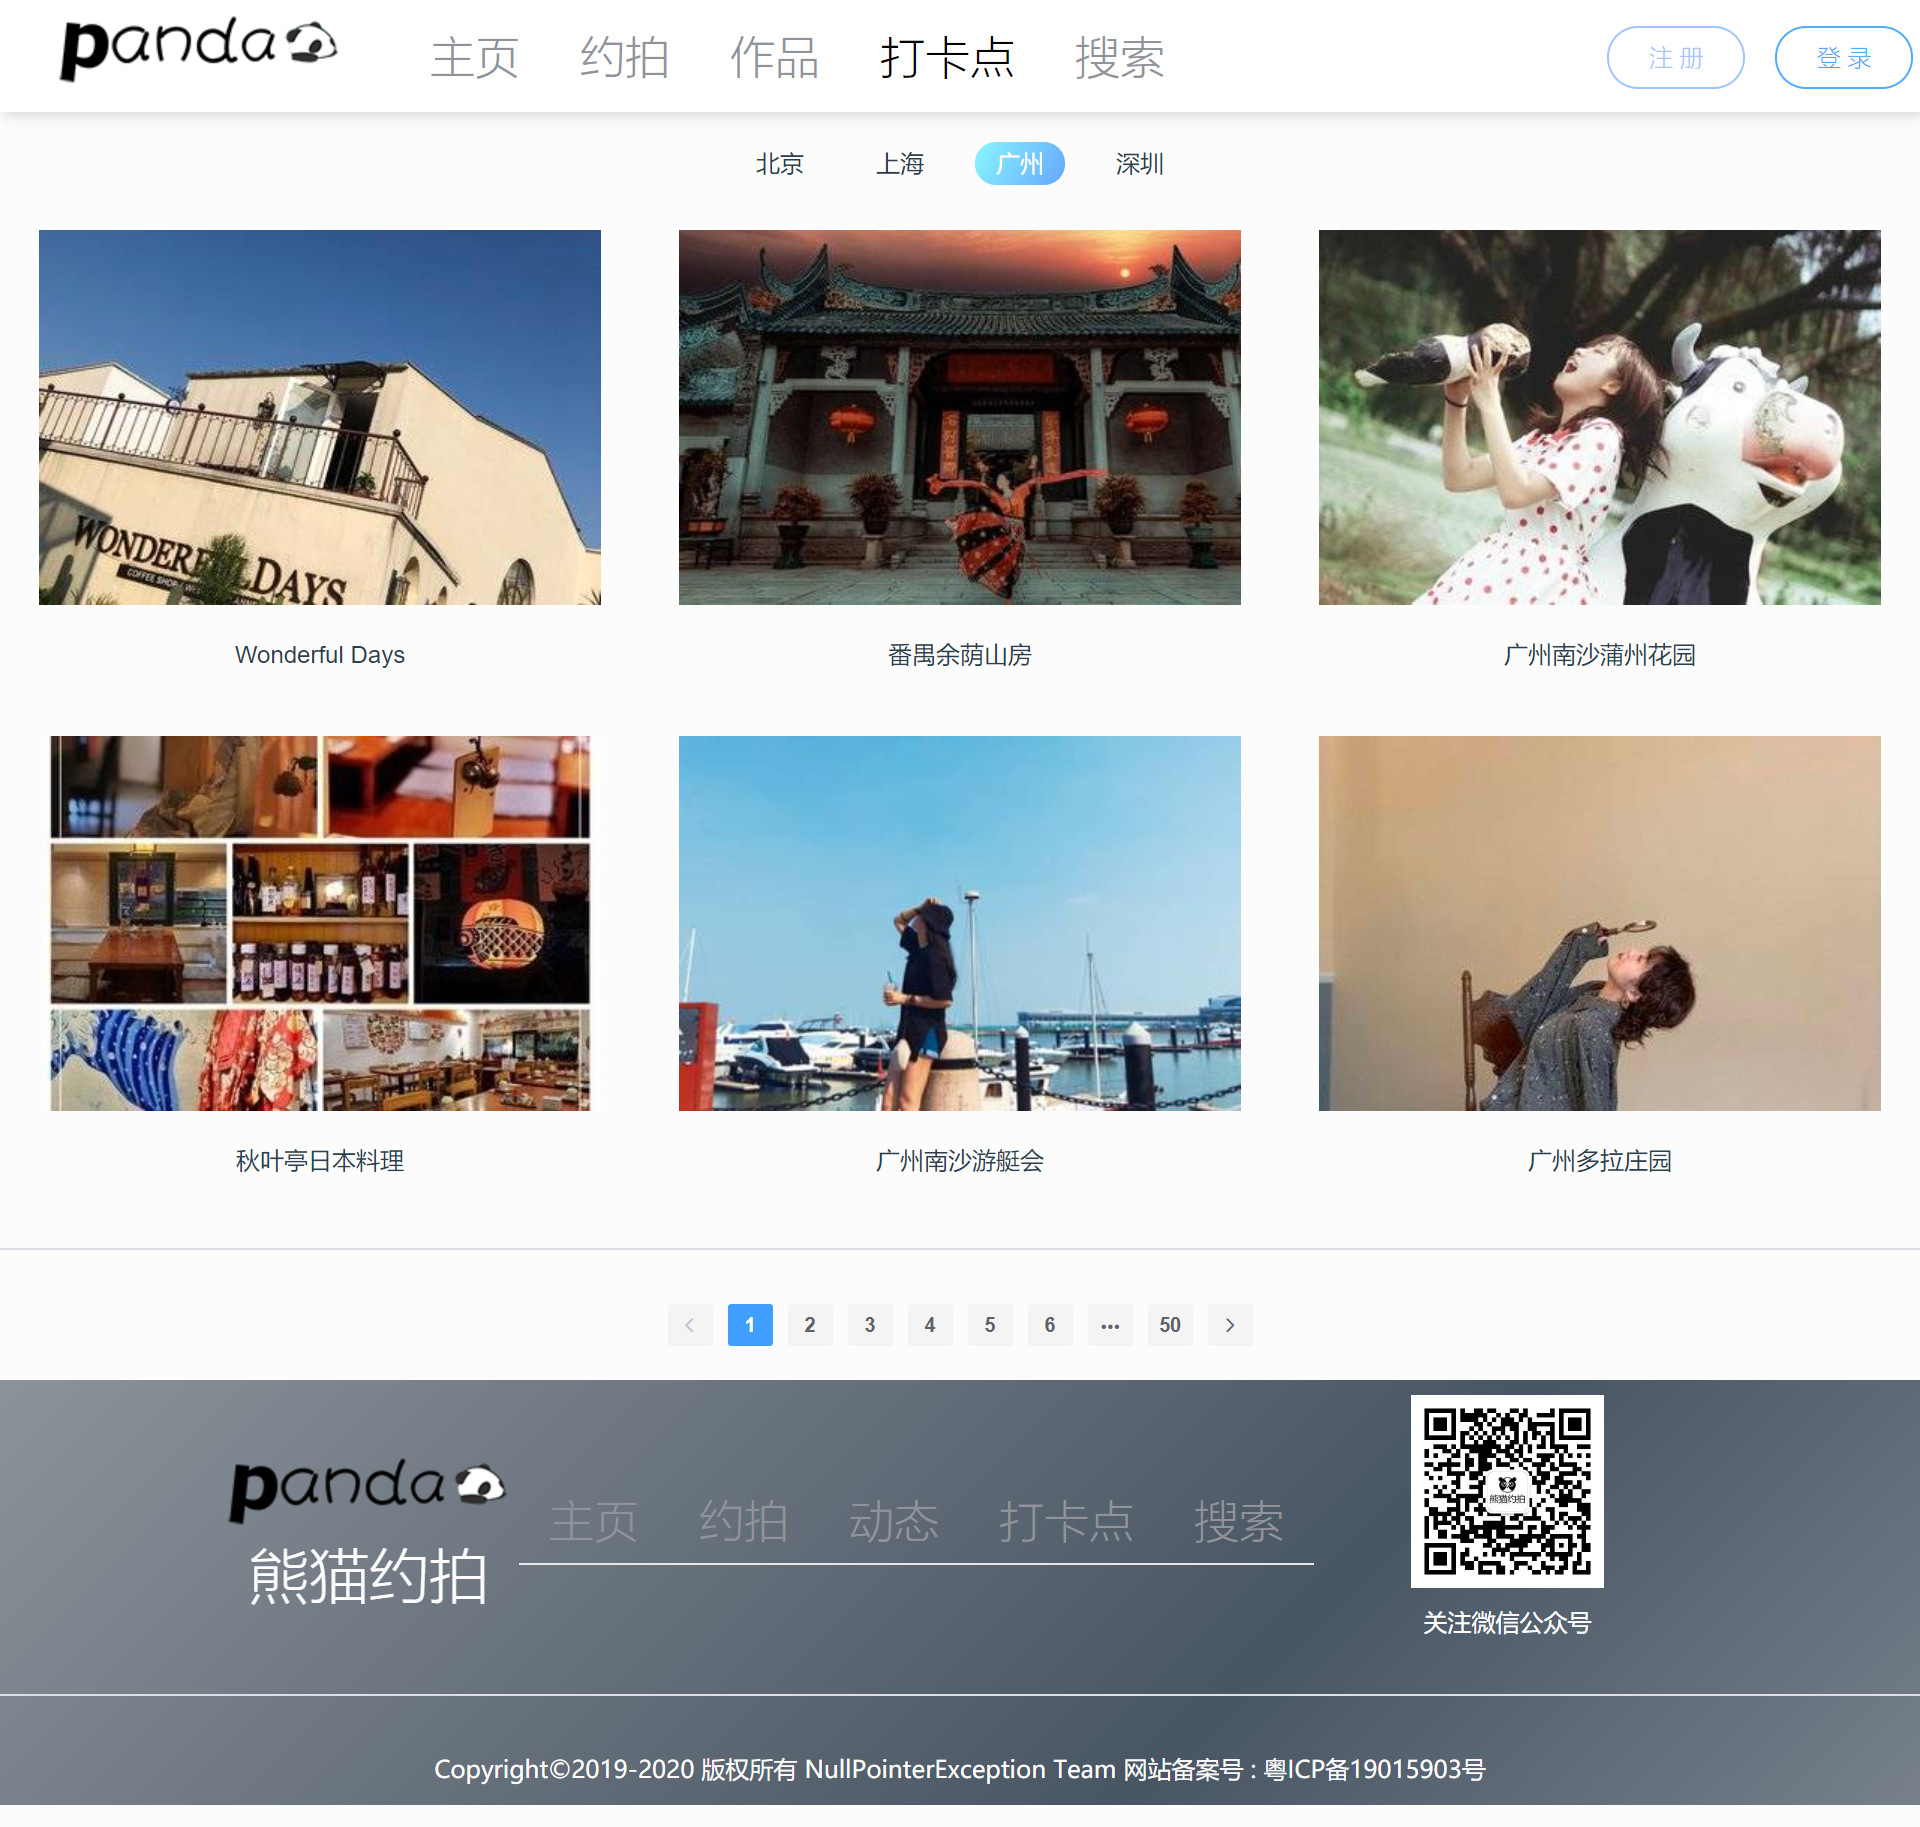 panda
主页 约拍 作品 打卡点 搜索
注册 登录
北京 上海 广州 深圳
WONDERFUL DAYS
COFFEE SHOP
Wonderful Days
番禺余荫山房
广州南沙蒲州花园
秋叶亭日本料理
广州南沙游艇会
广州多拉庄园
1 2 3 4 5 6 ... 50
panda
熊猫约拍
主页 约拍 动态 打卡点 搜索
熊猫约拍
关注微信公众号
Copyright©2019-2020 版权所有 NullPointerException Team 网站备案号 : 粤ICP备19015903号